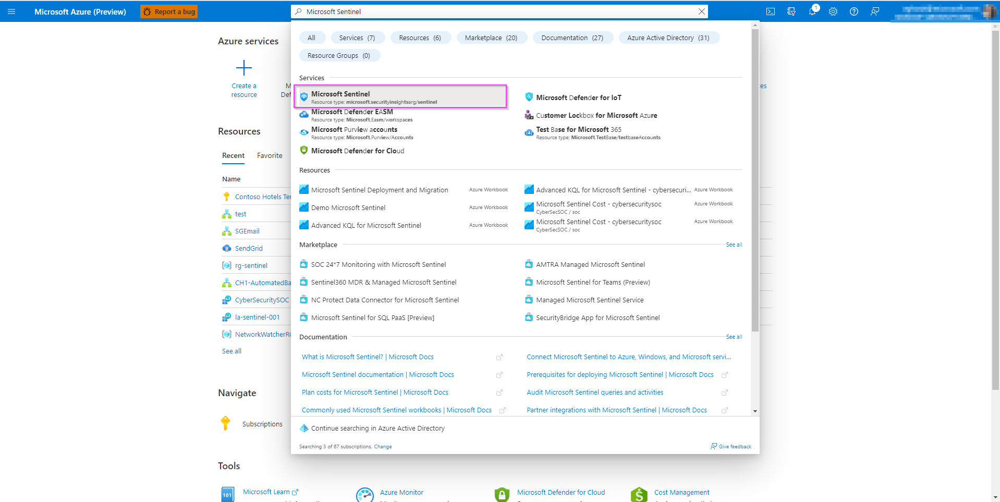 Microsoft Azure (Preview)
Report a bug
Microsoft Sentinel
1
Azure services
Create a
resource
Resources
Recent
Favorite
Name
Contoso Hotels
test
SGEmail
SendGrid
rg-sentinel
CyberSecuritySOC
la-sentinel-001
See all
Navigate
Subscriptions
Tools
All
Services (7)
Resources (6)
Marketplace (20)
Documentation (27)
Azure Active Directory (31)
Resource Groups (0)
Services
Microsoft Sentinel
Resource type: microsoft.securityinsightsarg/sentinel
Microsoft Defender EASM
Resource type: Microsoft.Easm/workspaces
Microsoft Purview accounts
Resource type: Microsoft.Purview/Accounts
Microsoft Defender for Cloud
Microsoft Defender for IoT
Customer Lockbox for Microsoft Azure
Test Base for Microsoft 365
Resource type: Microsoft.TestBase/testbaseAccounts
Resources
Microsoft Sentinel Deployment and Migration
Azure Workbook
Demo Microsoft Sentinel
Azure Workbook
Advanced KQL for Microsoft Sentinel
Azure Workbook
Advanced KQL for Microsoft Sentinel - cybersecuri...
Azure Workbook
Microsoft Sentinel Cost - cybersecuritysoc
CyberSecSOC / soc
Azure Workbook
Microsoft Sentinel Cost - cybersecuritysoc
CyberSecSOC / soc
Azure Workbook
Marketplace
See all
SOC 24*7 Monitoring with Microsoft Sentinel
Sentinel360 MDR & Managed Microsoft Sentinel
NC Protect Data Connector for Microsoft Sentinel
Microsoft Sentinel for SQL PaaS [Preview]
AMTRA Managed Microsoft Sentinel
Microsoft Sentinel for Teams (Preview)
Managed Microsoft Sentinel Service
SecurityBridge App for Microsoft Sentinel
Documentation
See all
What is Microsoft Sentinel? | Microsoft Docs
Microsoft Sentinel documentation | Microsoft Docs
Plan costs for Microsoft Sentinel | Microsoft Docs
Commonly used Microsoft Sentinel workbooks | Microsoft Docs
Connect Microsoft Sentinel to Azure, Windows, and Microsoft servi...
Prerequisites for deploying Microsoft Sentinel | Microsoft Docs
Audit Microsoft Sentinel queries and activities
Partner integrations with Microsoft Sentinel | Microsoft Docs
Continue searching in Azure Active Directory
Searching 3 of 67 subscriptions. Change
Give feedback
101
Microsoft Learn
Azure Monitor
Microsoft Defender for Cloud
Cost Management